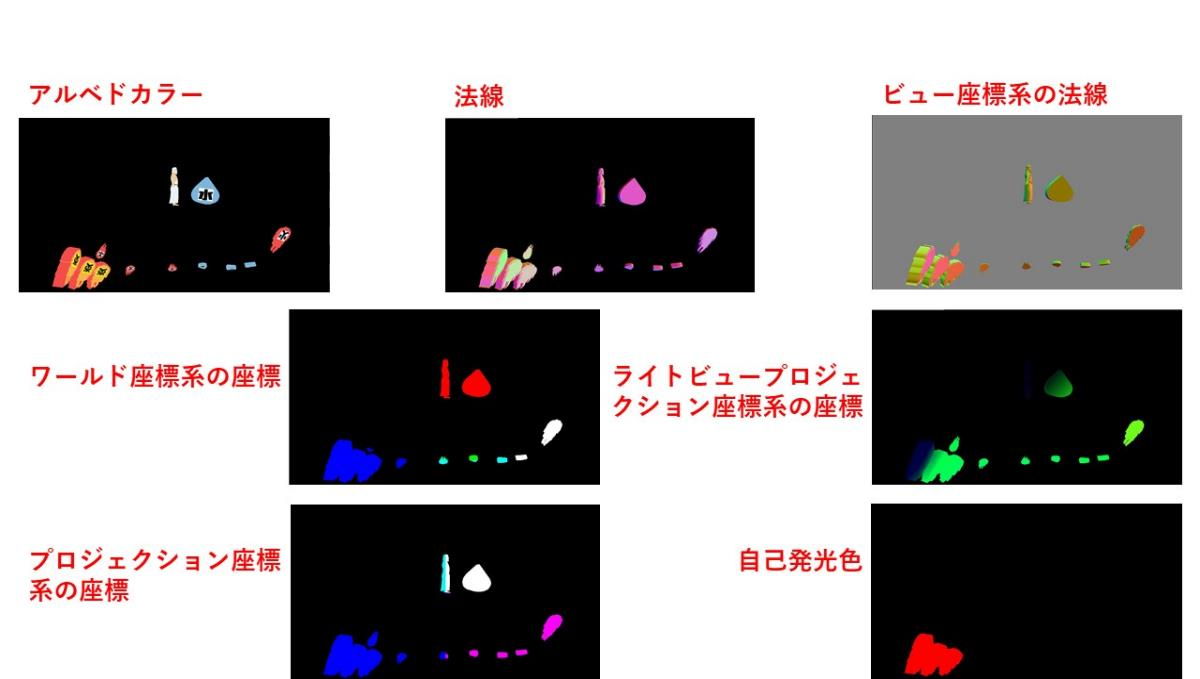 アルベドカラー
法線
ビュー座標系の法線
水
火
ワールド座標系の座標
ライトビュープロジェ
クション座標系の座標
プロジェクション座標
系の座標
自己発光色